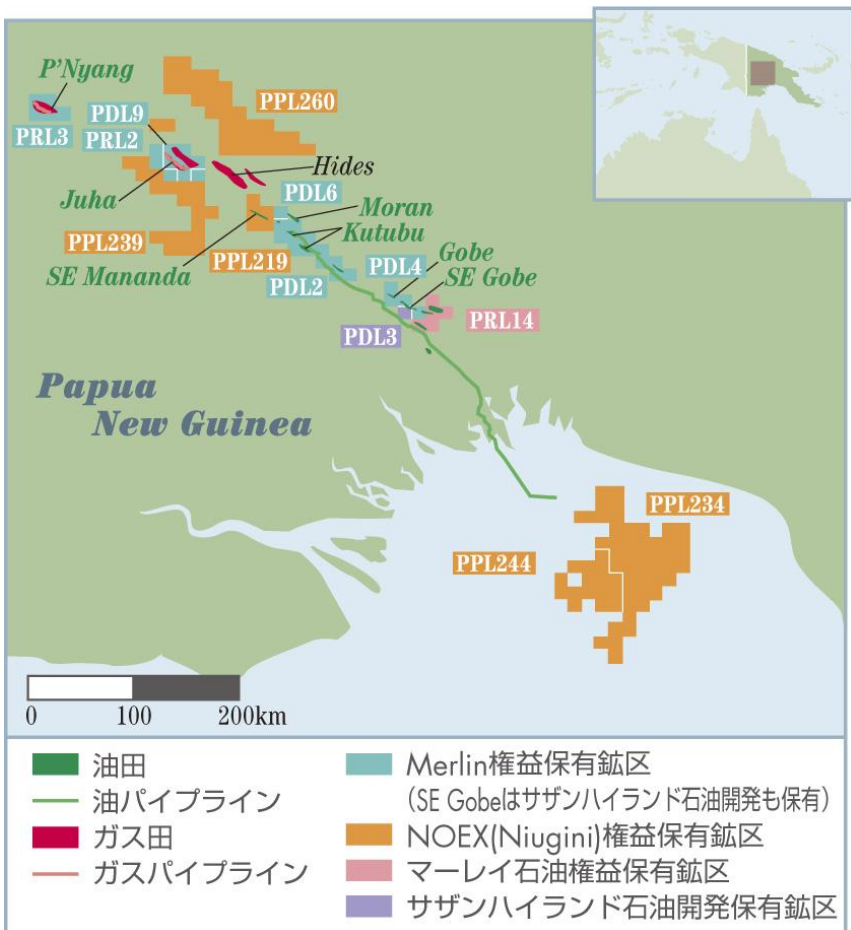 P'Nyang
PPL260
PDL9
PRL3
PRL2
Hides
PDL6
Juha
Moran
Kutubu
PPL239
PPL219
Gobe
SE Mananda
PDL4
SE Gobe
PDL2
PDL3
PRL14
Papua
New Guinea
PPL234
PPL244
0 100 200km
油田
油パイプライン
ガス田
ガスパイプライン
Merlin権益保有鉱区
(SE Gobeはサザンハイランド石油開発も保有)
NOEX(Niugini)権益保有鉱区
マーレイ石油権益保有鉱区
サザンハイランド石油開発保有鉱区